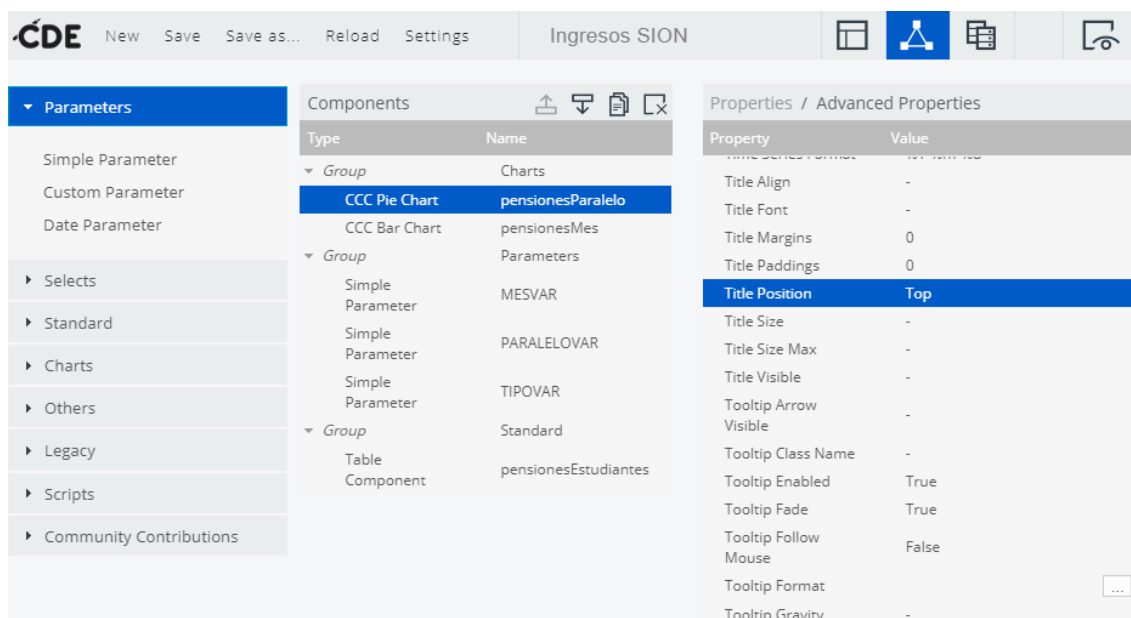 CDE New Save Save as... Reload Settings Ingresos SION
Parameters
Simple Parameter
Custom Parameter
Date Parameter
Selects
Standard
Charts
Others
Legacy
Scripts
Community Contributions
Components
Type Name
Group Charts
CCC Pie Chart pensionesParalelo
CCC Bar Chart pensionesMes
Group Parameters
Simple
Parameter
MESVAR
Simple
Parameter
PARALELOVAR
Simple
Parameter
TIPOVAR
Group Standard
Table
Component
pensionesEstudiantes
Properties / Advanced Properties
Property Value
Time Series Format %Y-%m-%d
Title Align -
Title Font -
Title Margins 0
Title Paddings 0
Title Position Top
Title Size -
Title Size Max -
Title Visible -
Tooltip Arrow
Visible
-
Tooltip Class Name -
Tooltip Enabled True
Tooltip Fade True
Tooltip Follow
Mouse
False
Tooltip Format ...
Tooltip Gravity -